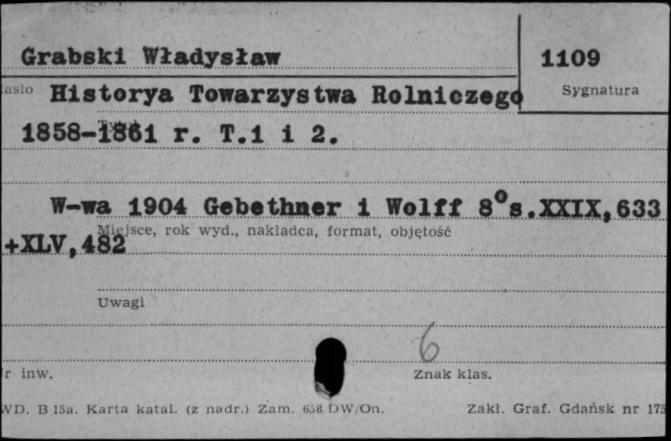 Grabski Władysław
1109
Sygnatura
asło Historya Towarzystwa Rolniczego
1858-1861 r. T.1 i 2.
W-wa 1904 Gebethner i Wolff 8° s.XXIX,633
Miejsce, rok wyd., nakładca, format, objętość
+XLV,482
Uwagi
6
r inw.
Znak klas.
WD. B 15a. Karta katal. (z nadr.) Zam. DW/On.
Zakł. Graf. Gdańsk nr 175